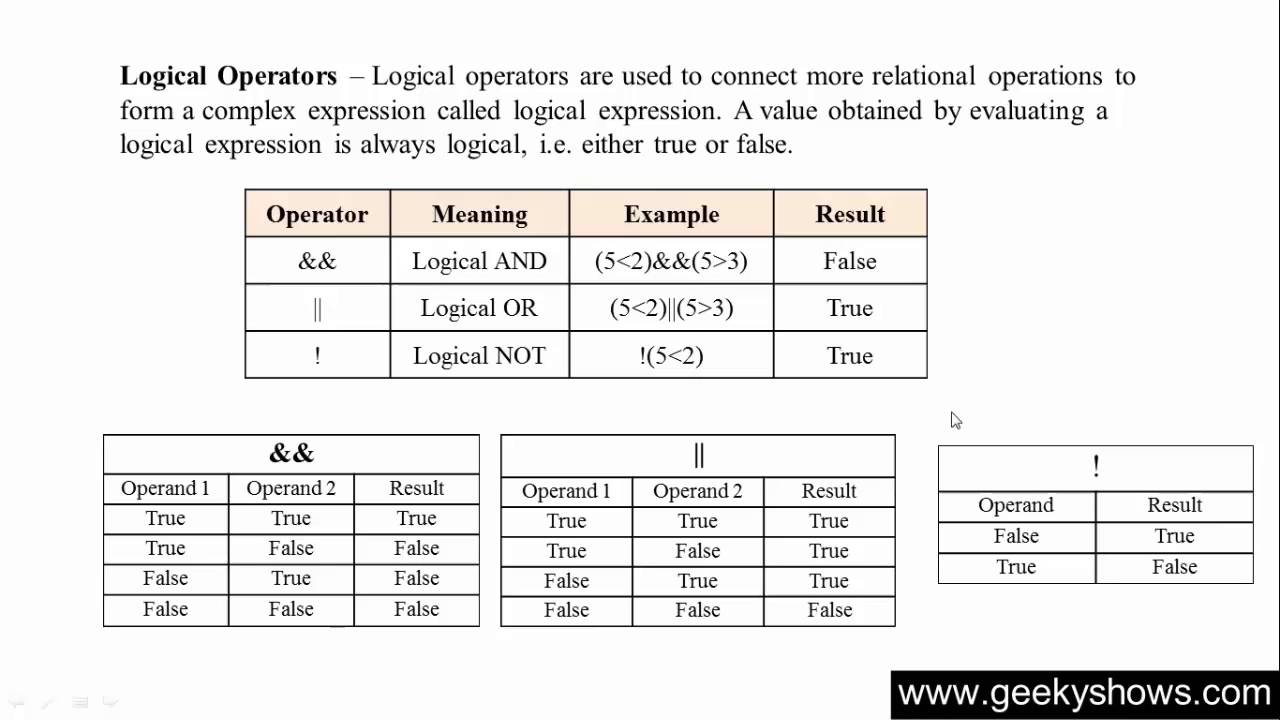 Logical Operators – Logical operators are used to connect more relational operations to
form a complex expression called logical expression. A value obtained by evaluating a
logical expression is always logical, i.e. either true or false.
Operator Meaning Example Result
&& Logical AND (5<2)&&(5>3) False
|| Logical OR (5<2)||(5>3) True
! Logical NOT !(5<2) True
&&
Operand 1 Operand 2 Result
True True True
True False False
False True False
False False False
||
Operand 1 Operand 2 Result
True True True
True False True
False True True
False False False
!
Operand Result
False True
True False
www.geekyshows.com